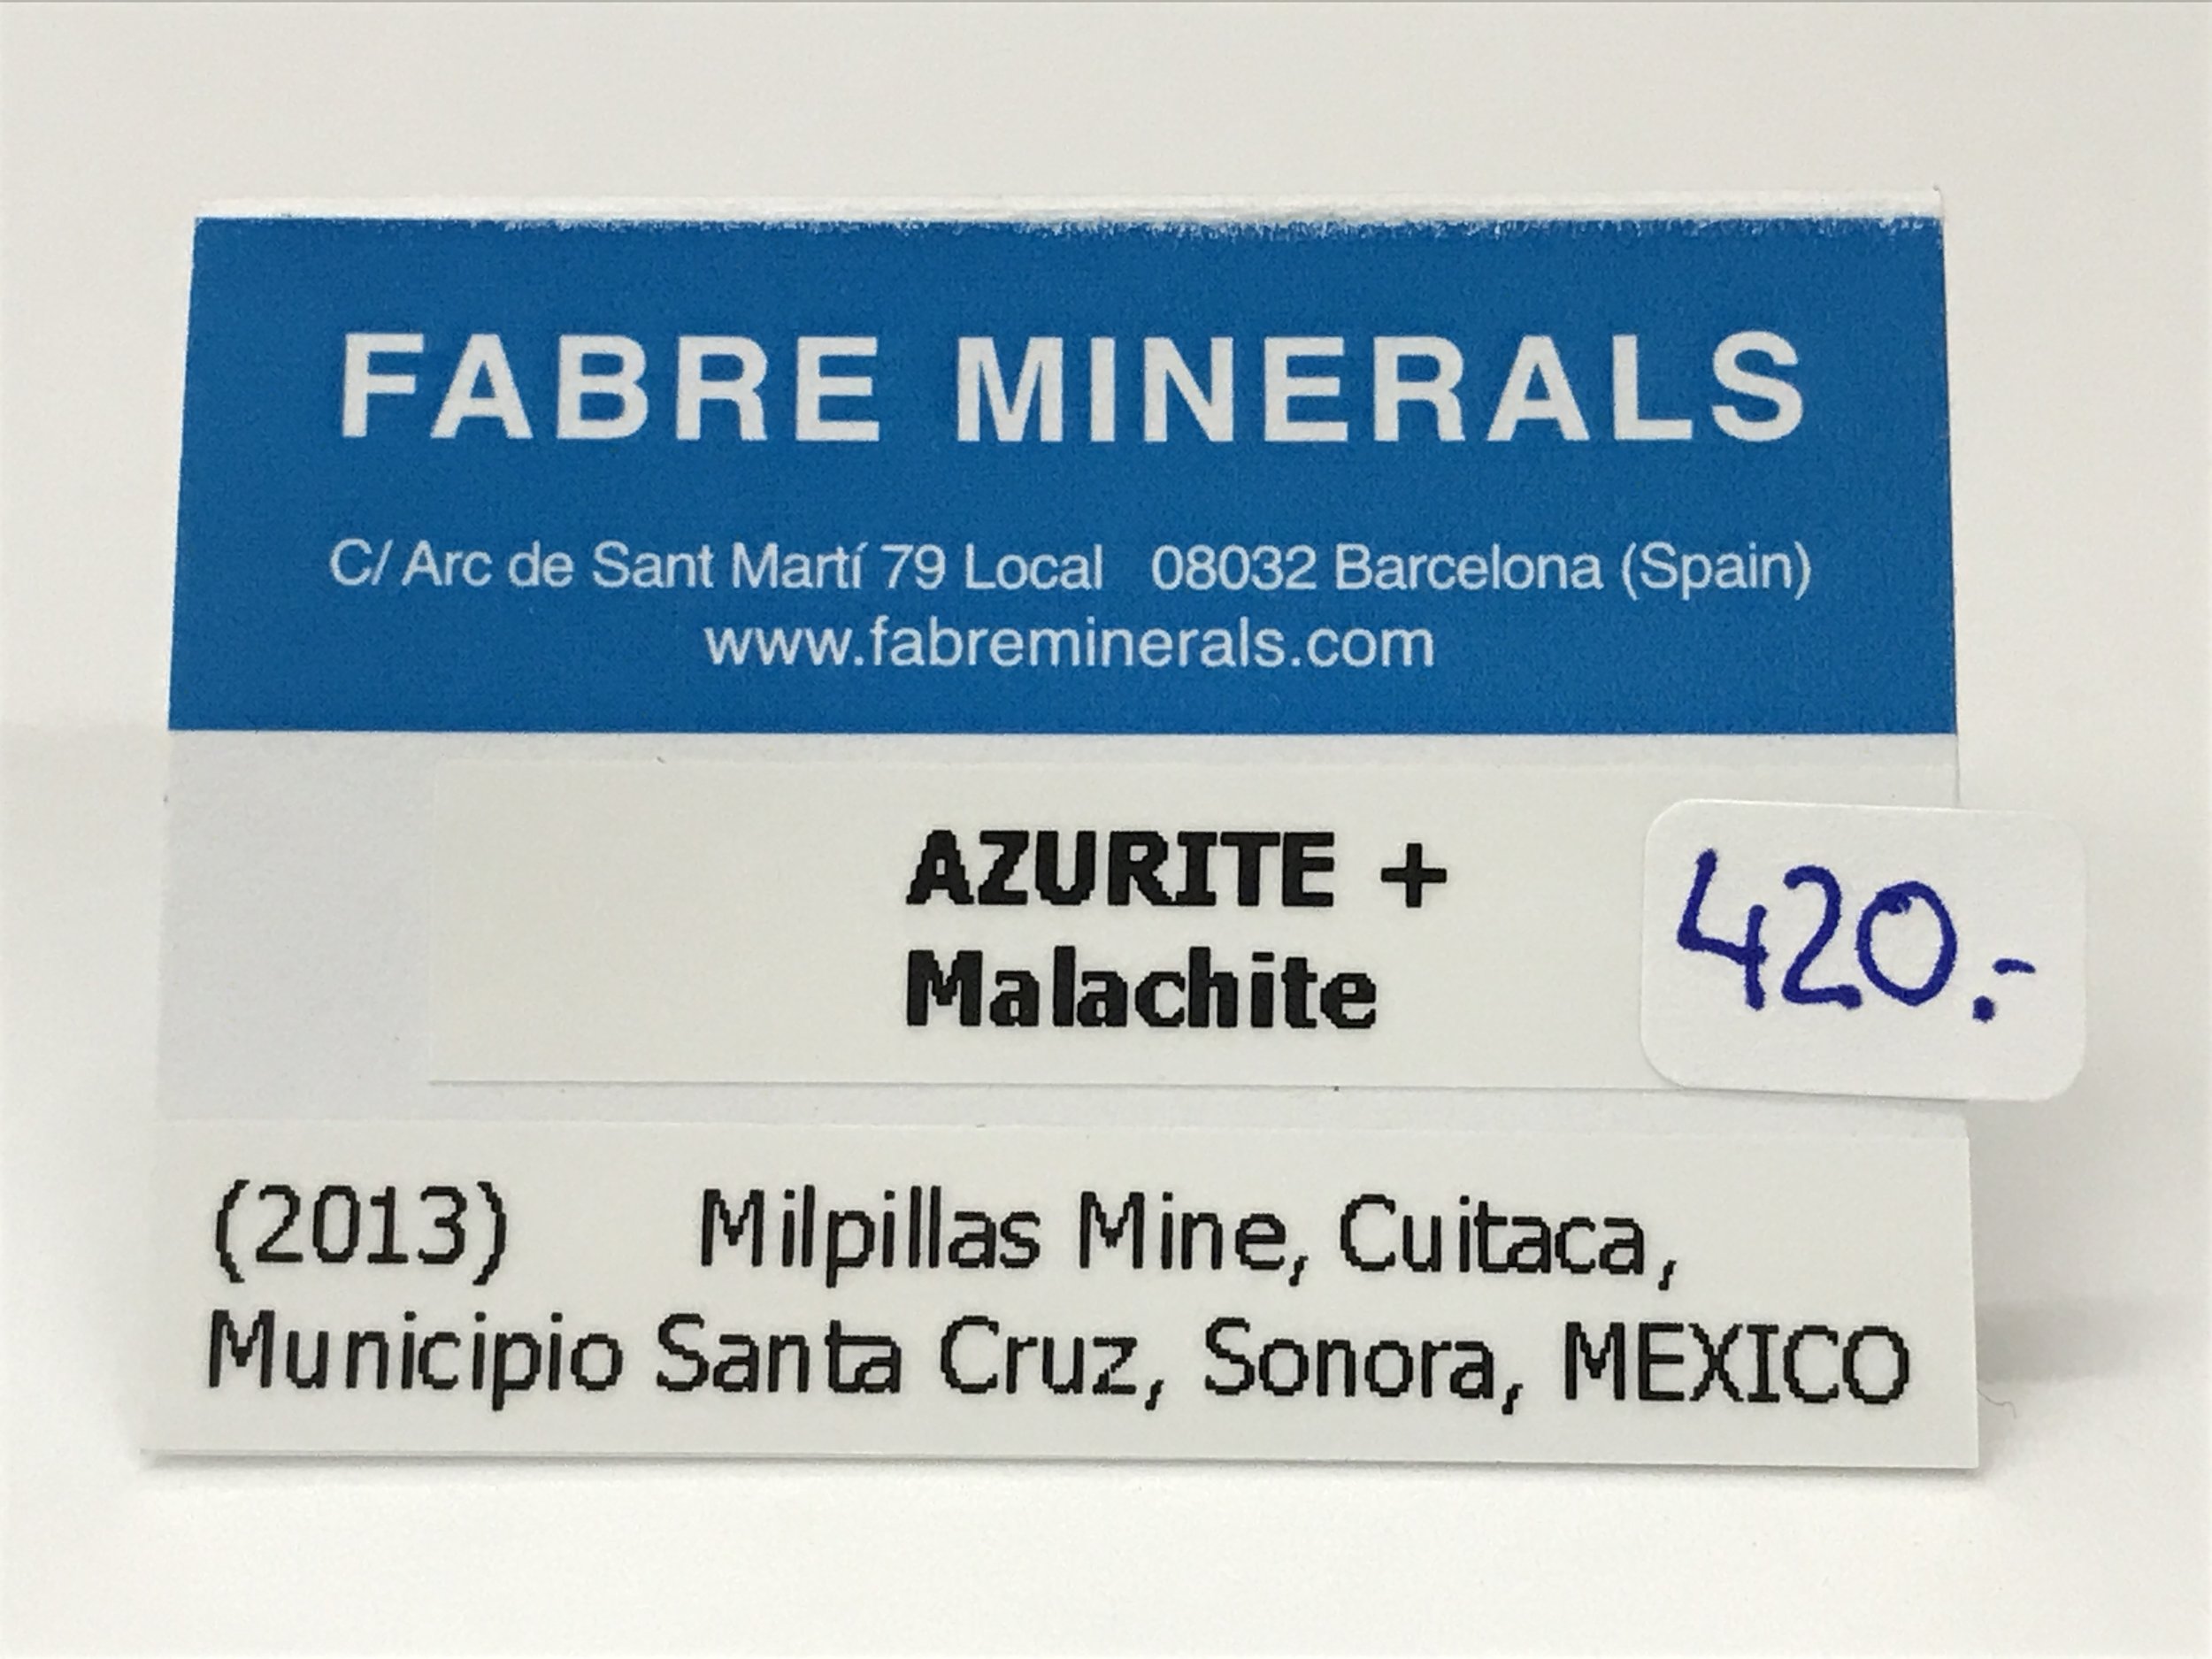 FABRE MINERALS
C/ Arc de Sant Martí 79 Local 08032 Barcelona (Spain)
www.fabreminerals.com
AZURITE +
Malachite
420.-
(2013) Milpillas Mine, Cuitaca,
Municipio Santa Cruz, Sonora, MEXICO